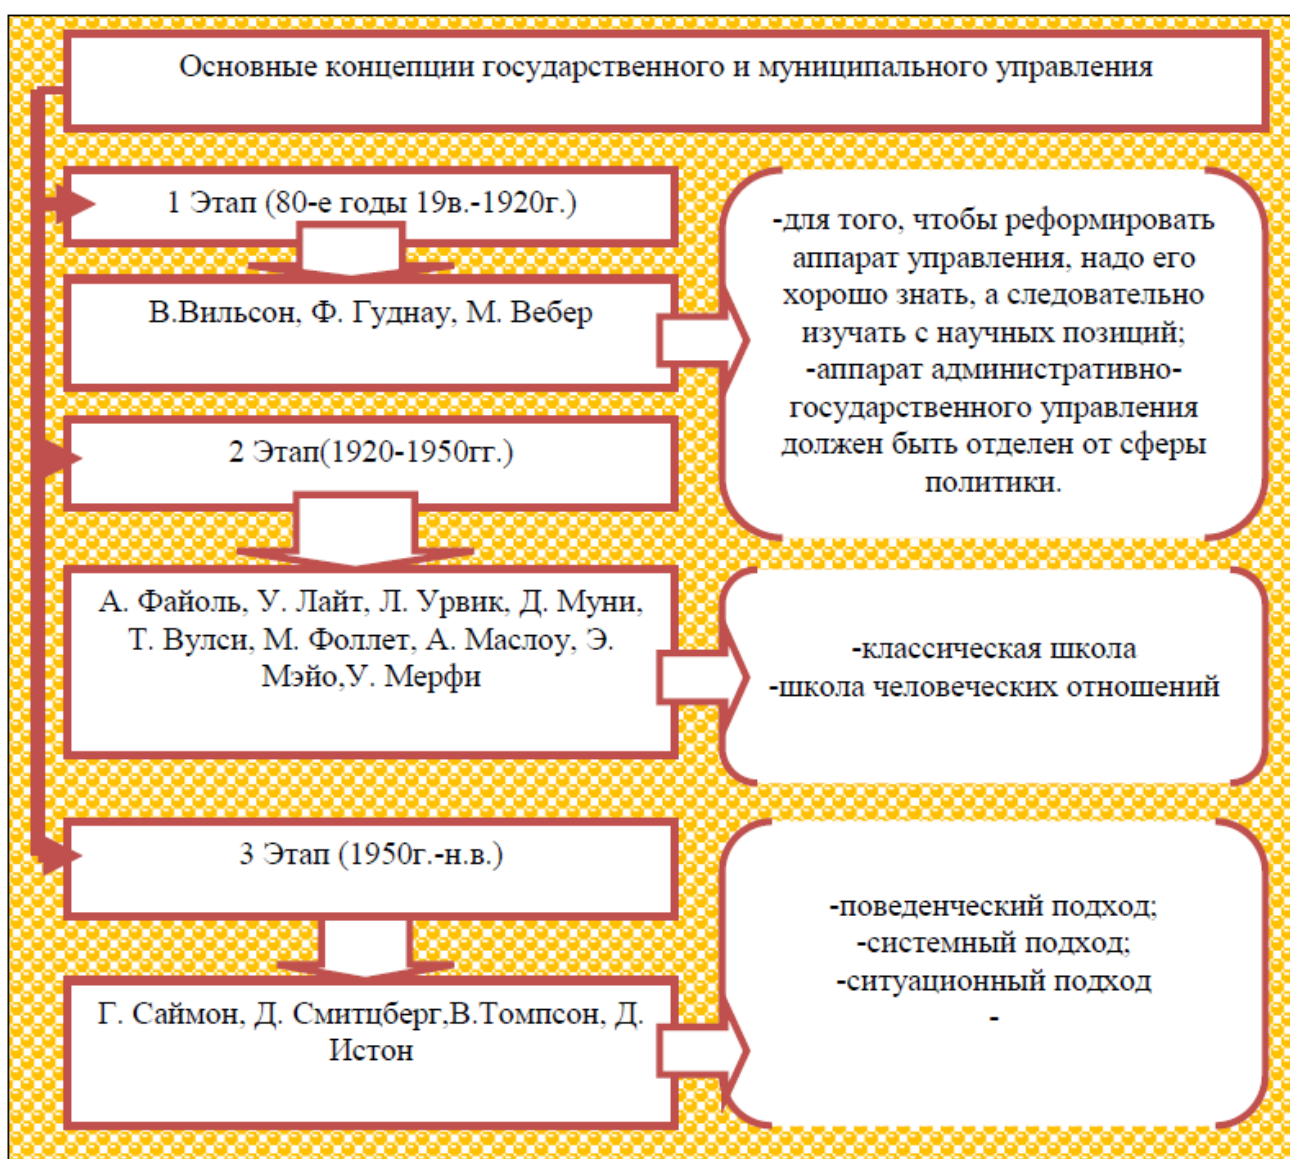 Основные концепции государственного и муниципального управления
1 Этап (80-е годы 19в.-1920г.)
В.Вильсон, Ф. Гуднау, М. Вебер
-для того, чтобы реформировать
аппарат управления, надо его
хорошо знать, а следовательно
изучать с научных позиций;
-аппарат административно-
государственного управления
должен быть отделен от сферы
политики.
2 Этап(1920-1950гг.)
А. Файоль, У. Лайт, Л. Урвик, Д. Муни,
Т. Вулси, М. Фоллет, А. Маслоу, Э.
Мэйо,У. Мерфи
-классическая школа
-школа человеческих отношений
3 Этап (1950г.-н.в.)
Г. Саймон, Д. Смитцберг,В.Томпсон, Д.
Истон
-поведенческий подход;
-системный подход;
-ситуационный подход
-